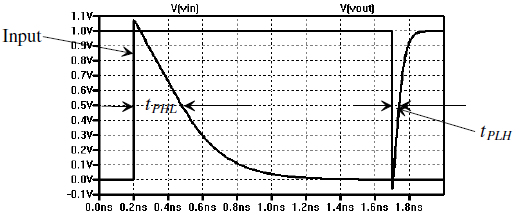 V(vin) V(vout)
1.1V
Input
1.0V
0.9V
0.8V
0.7V
0.6V
0.5V
tPHL
0.4V
0.3V
tPLH
0.2V
0.1V
0.0V
-0.1V
0.0ns 0.2ns 0.4ns 0.6ns 0.8ns 1.0ns 1.2ns 1.4ns 1.6ns 1.8ns